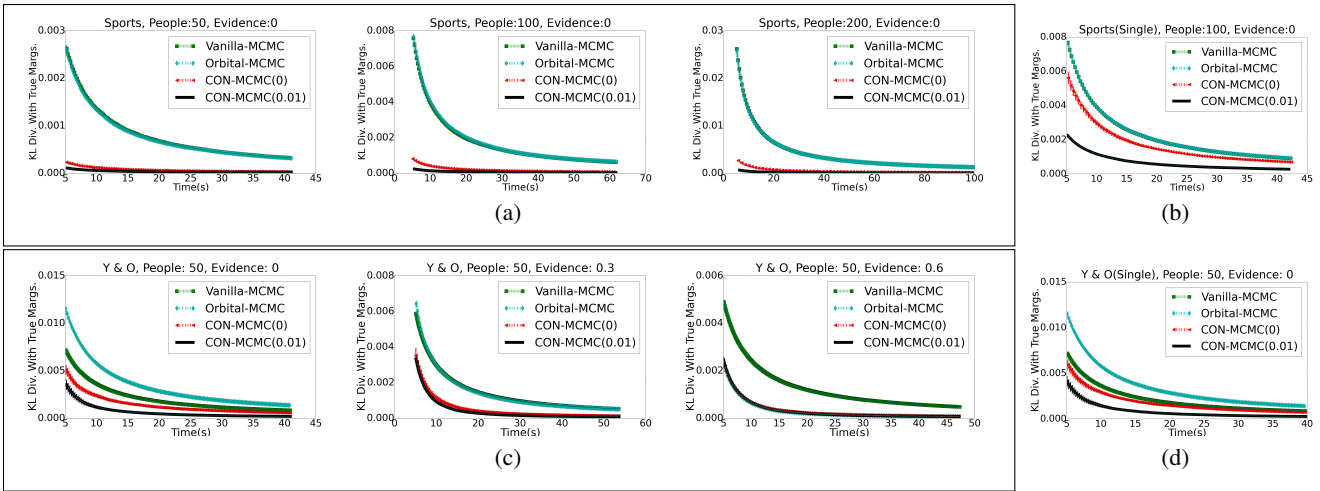 Sports, People:50, Evidence:0
KL Div. With True Margs.
0.003
0.002
0.001
0.000
Vanilla-MCMC
Orbital-MCMC
CON-MCMC(0)
CON-MCMC(0.01)
5 10 15 20 25 30 35 40 45
Time(s)
Sports, People:100, Evidence:0
KL Div. With True Margs.
0.008
0.006
0.004
0.002
0.000
Vanilla-MCMC
Orbital-MCMC
CON-MCMC(0)
CON-MCMC(0.01)
0 10 20 30 40 50 60 70
Time(s)
Sports, People:200, Evidence:0
KL Div. With True Margs.
0.03
0.02
0.01
0.00
Vanilla-MCMC
Orbital-MCMC
CON-MCMC(0)
CON-MCMC(0.01)
0 20 40 60 80 100
Time(s)
(a)
Sports(Single), People:100, Evidence:0
KL Div. With True Margs.
0.008
0.006
0.004
0.002
0.000
Vanilla-MCMC
Orbital-MCMC
CON-MCMC(0)
CON-MCMC(0.01)
5 10 15 20 25 30 35 40 45
Time(s)
(b)
Y & O, People: 50, Evidence: 0
KL Div. With True Margs.
0.015
0.010
0.005
0.000
Vanilla-MCMC
Orbital-MCMC
CON-MCMC(0)
CON-MCMC(0.01)
5 10 15 20 25 30 35 40 45
Time(s)
Y & O, People: 50, Evidence: 0.3
KL Div. With True Margs.
0.008
0.006
0.004
0.002
0.000
Vanilla-MCMC
Orbital-MCMC
CON-MCMC(0)
CON-MCMC(0.01)
0 10 20 30 40 50 60
Time(s)
Y & O, People: 50, Evidence: 0.6
KL Div. With True Margs.
0.006
0.004
0.002
0.000
Vanilla-MCMC
Orbital-MCMC
CON-MCMC(0)
CON-MCMC(0.01)
5 10 15 20 25 30 35 40 45 50
Time(s)
(c)
Y & O(Single), People: 50, Evidence: 0
KL Div. With True Margs.
0.015
0.010
0.005
0.000
Vanilla-MCMC
Orbital-MCMC
CON-MCMC(0)
CON-MCMC(0.01)
5 10 15 20 25 30 35 40
Time(s)
(d)